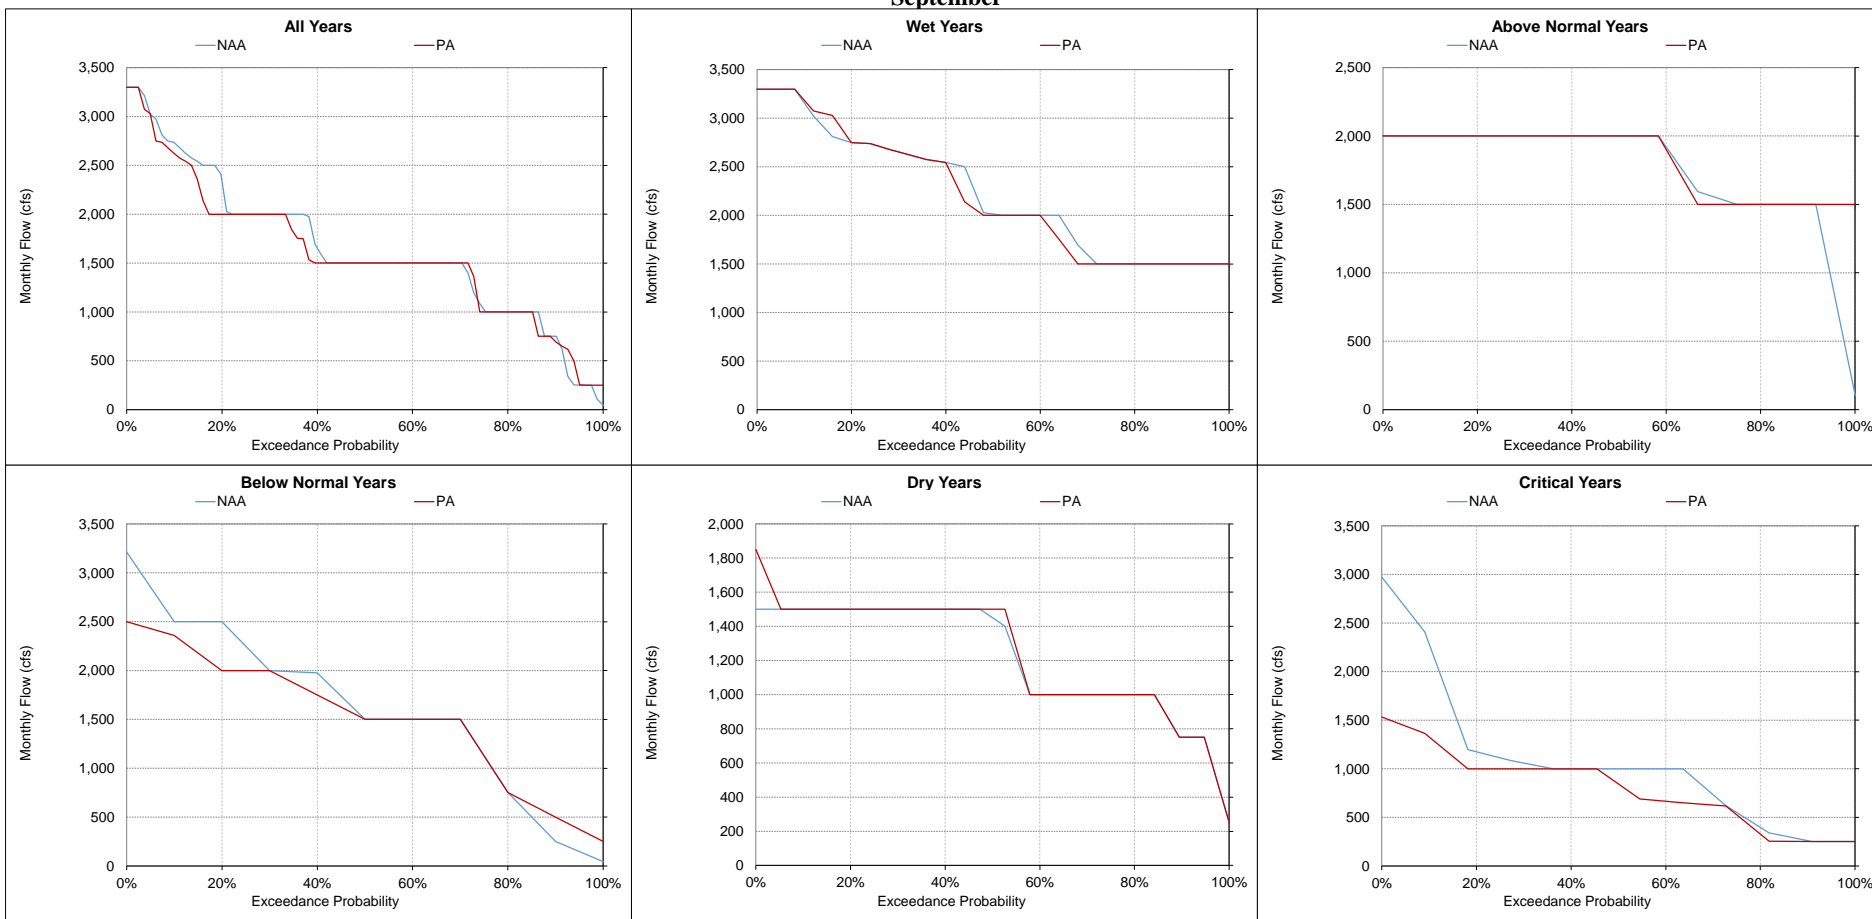 September
All Years
NAA PA
3,500
3,000
2,500
2,000
1,500
1,000
500
0
Monthly Flow (cfs)
0% 20% 40% 60% 80% 100%
Exceedance Probability
Wet Years
NAA PA
3,500
3,000
2,500
2,000
1,500
1,000
500
0
Monthly Flow (cfs)
0% 20% 40% 60% 80% 100%
Exceedance Probability
Above Normal Years
NAA PA
2,500
2,000
1,500
1,000
500
0
Monthly Flow (cfs)
0% 20% 40% 60% 80% 100%
Exceedance Probability
Below Normal Years
NAA PA
3,500
3,000
2,500
2,000
1,500
1,000
500
0
Monthly Flow (cfs)
0% 20% 40% 60% 80% 100%
Exceedance Probability
Dry Years
NAA PA
2,000
1,800
1,600
1,400
1,200
1,000
800
600
400
200
0
Monthly Flow (cfs)
0% 20% 40% 60% 80% 100%
Exceedance Probability
Critical Years
NAA PA
3,500
3,000
2,500
2,000
1,500
1,000
500
0
Monthly Flow (cfs)
0% 20% 40% 60% 80% 100%
Exceedance Probability